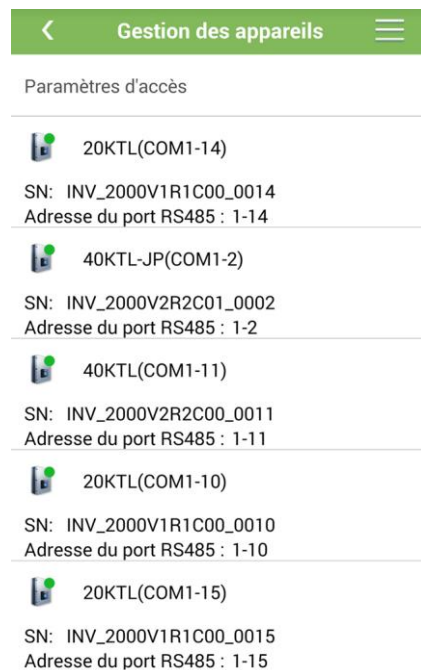 Gestion des appareils
Paramètres d'accès
20KTL(COM1-14)
SN: INV_2000V1R1C00_0014
Adresse du port RS485 : 1-14
40KTL-JP(COM1-2)
SN: INV_2000V2R2C01_0002
Adresse du port RS485 : 1-2
40KTL(COM1-11)
SN: INV_2000V2R2C00_0011
Adresse du port RS485 : 1-11
20KTL(COM1-10)
SN: INV_2000V1R1C00_0010
Adresse du port RS485 : 1-10
20KTL(COM1-15)
SN: INV_2000V1R1C00_0015
Adresse du port RS485 : 1-15